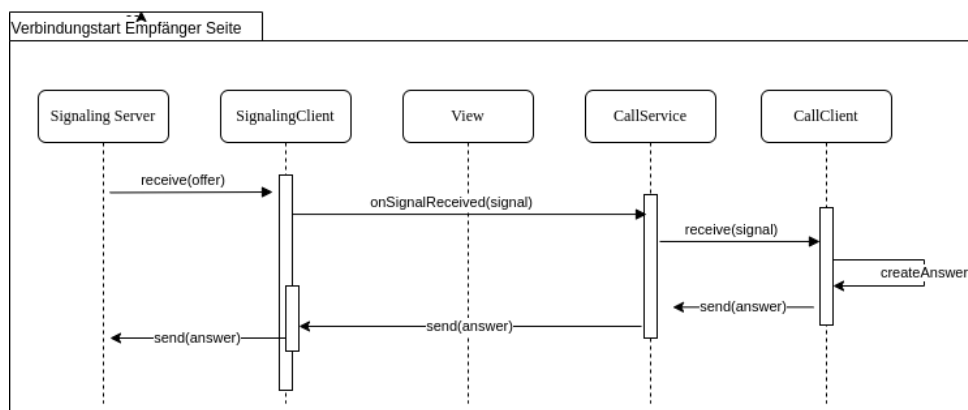 Verbindungstart Empfänger Seite
Signaling Server
SignalingClient
View
CallService
CallClient
receive(offer)
onSignalReceived(signal)
receive(signal)
createAnswer
send(answer)
send(answer)
send(answer)